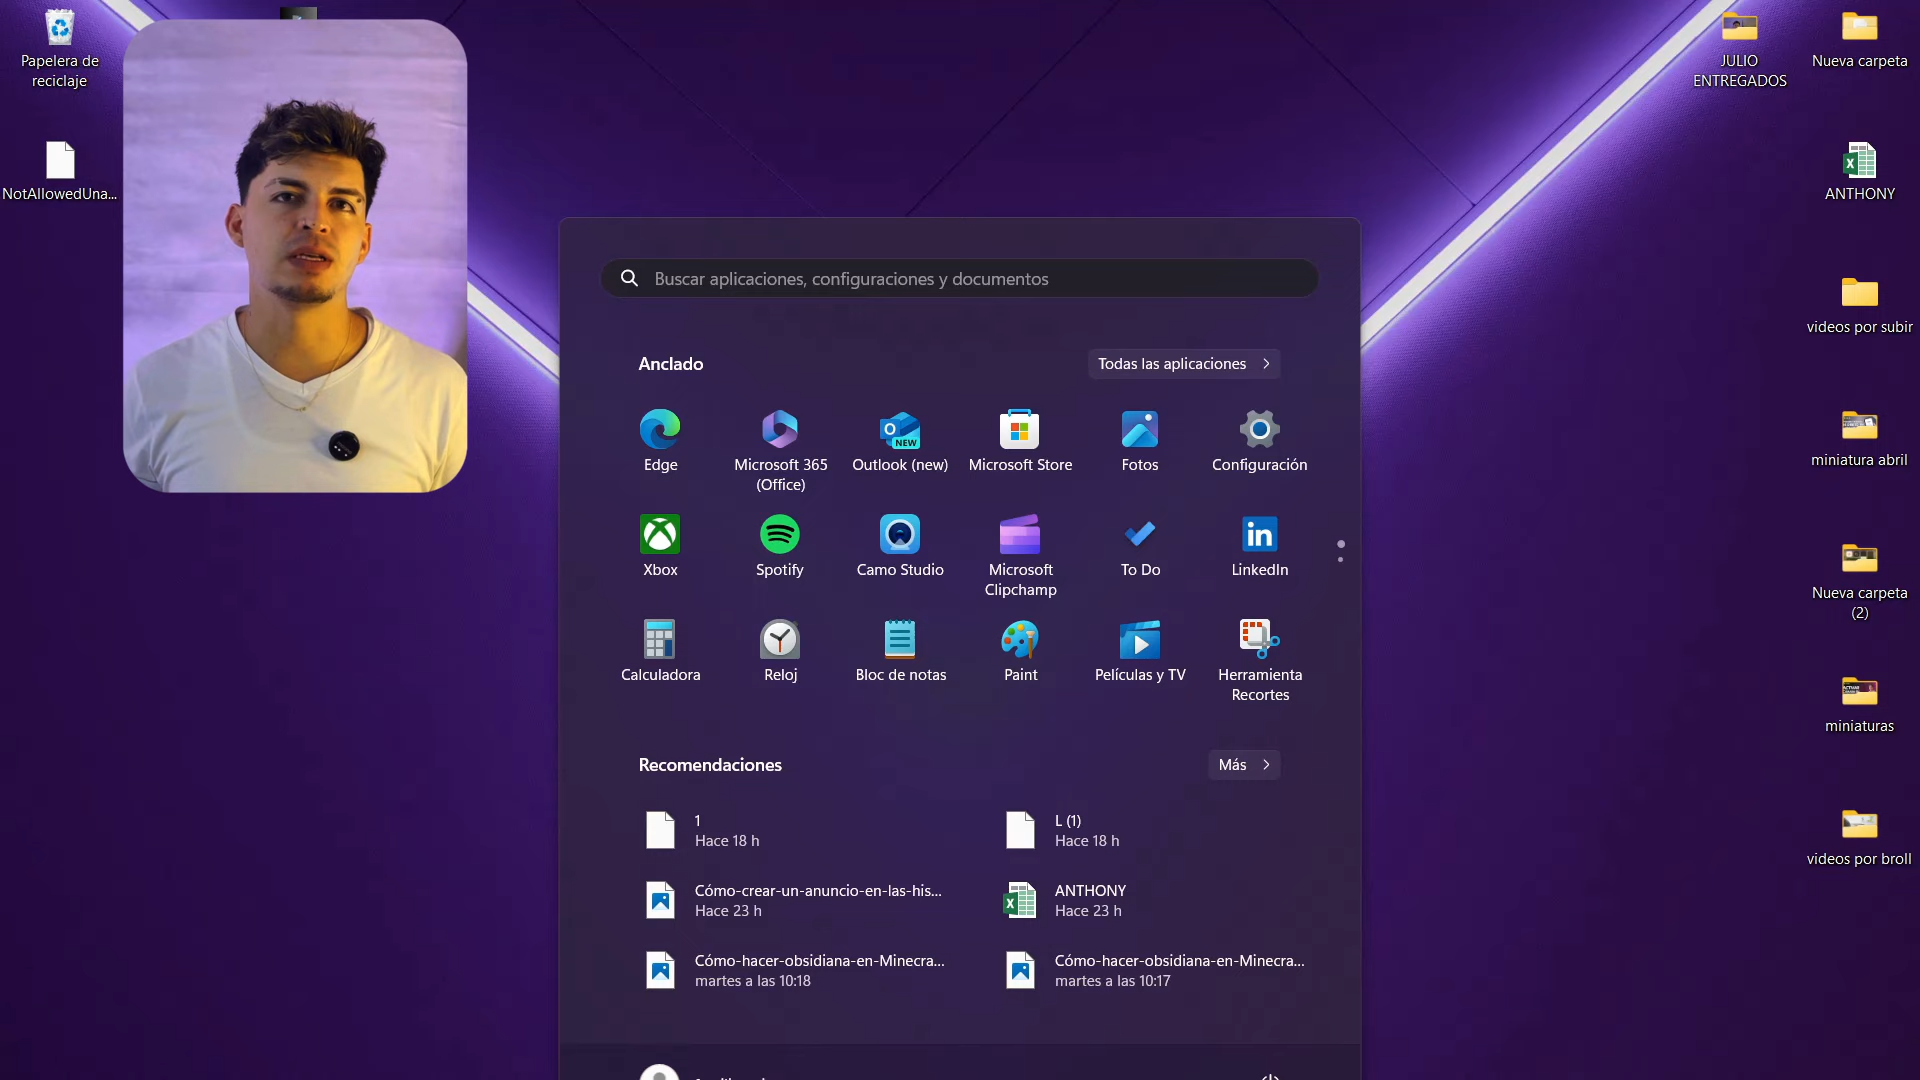 Papelera de
reciclaje
NotAllowedUna...
JULIO
ENTREGADOS
Nueva carpeta
ANTHONY
videos por subir
miniatura abril
Nueva carpeta
(2)
miniaturas
videos por broll
Buscar aplicaciones, configuraciones y documentos
Anclado
Todas las aplicaciones
Edge
Microsoft 365
(Office)
Outlook (new)
Microsoft Store
Fotos
Configuración
Xbox
Spotify
Camo Studio
Microsoft
Clipchamp
To Do
LinkedIn
Calculadora
Reloj
Bloc de notas
Paint
Películas y TV
Herramienta
Recortes
Recomendaciones
Más
1
Hace 18 h
L (1)
Hace 18 h
Cómo-crear-un-anuncio-en-las-his...
Hace 23 h
ANTHONY
Hace 23 h
Cómo-hacer-obsidiana-en-Minecra...
martes a las 10:18
Cómo-hacer-obsidiana-en-Minecra...
martes a las 10:17